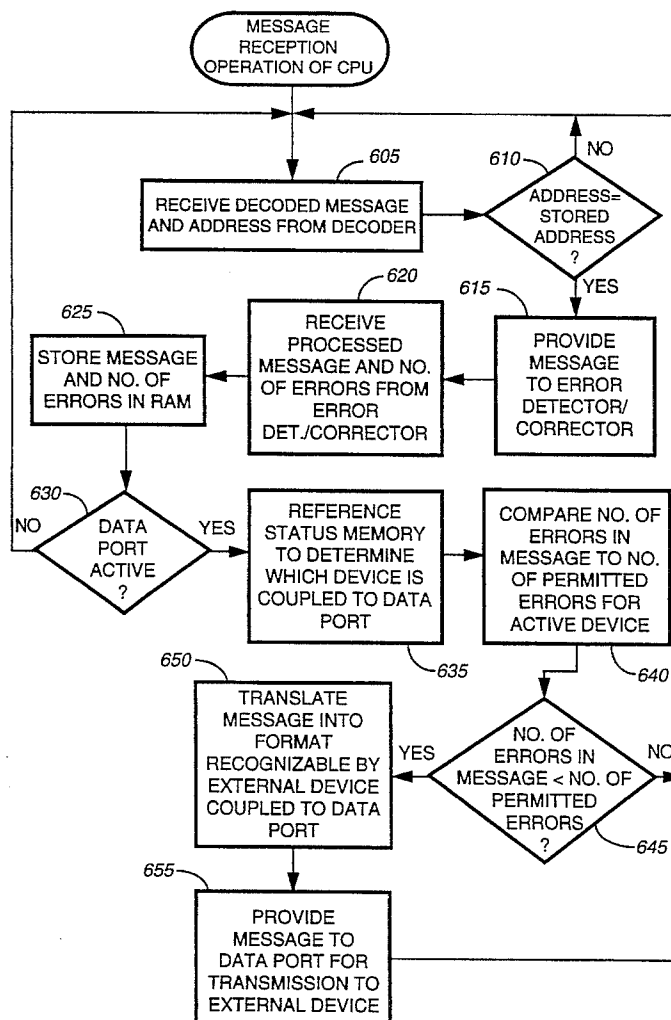 MESSAGE
RECEPTION
OPERATION OF CPU
605
RECEIVE DECODED MESSAGE
AND ADDRESS FROM DECODER
610
NO
ADDRESS=
STORED
ADDRESS
?
YES
615
PROVIDE
MESSAGE
TO ERROR
DETECTOR/
CORRECTOR
620
RECEIVE
PROCESSED
MESSAGE AND NO.
OF ERRORS FROM
ERROR
DET./CORRECTOR
625
STORE MESSAGE
AND NO. OF
ERRORS IN RAM
630
NO
DATA
PORT
ACTIVE
?
YES
REFERENCE
STATUS MEMORY
TO DETERMINE
WHICH DEVICE IS
COUPLED TO DATA
PORT
635
COMPARE NO. OF
ERRORS IN
MESSAGE TO NO.
OF PERMITTED
ERRORS FOR
ACTIVE DEVICE
640
NO. OF
ERRORS IN
MESSAGE < NO. OF
PERMITTED
ERRORS
?
NO
645
YES
650
TRANSLATE
MESSAGE INTO
FORMAT
RECOGNIZABLE BY
EXTERNAL DEVICE
COUPLED TO DATA
PORT
655
PROVIDE
MESSAGE TO
DATA PORT FOR
TRANSMISSION TO
EXTERNAL DEVICE